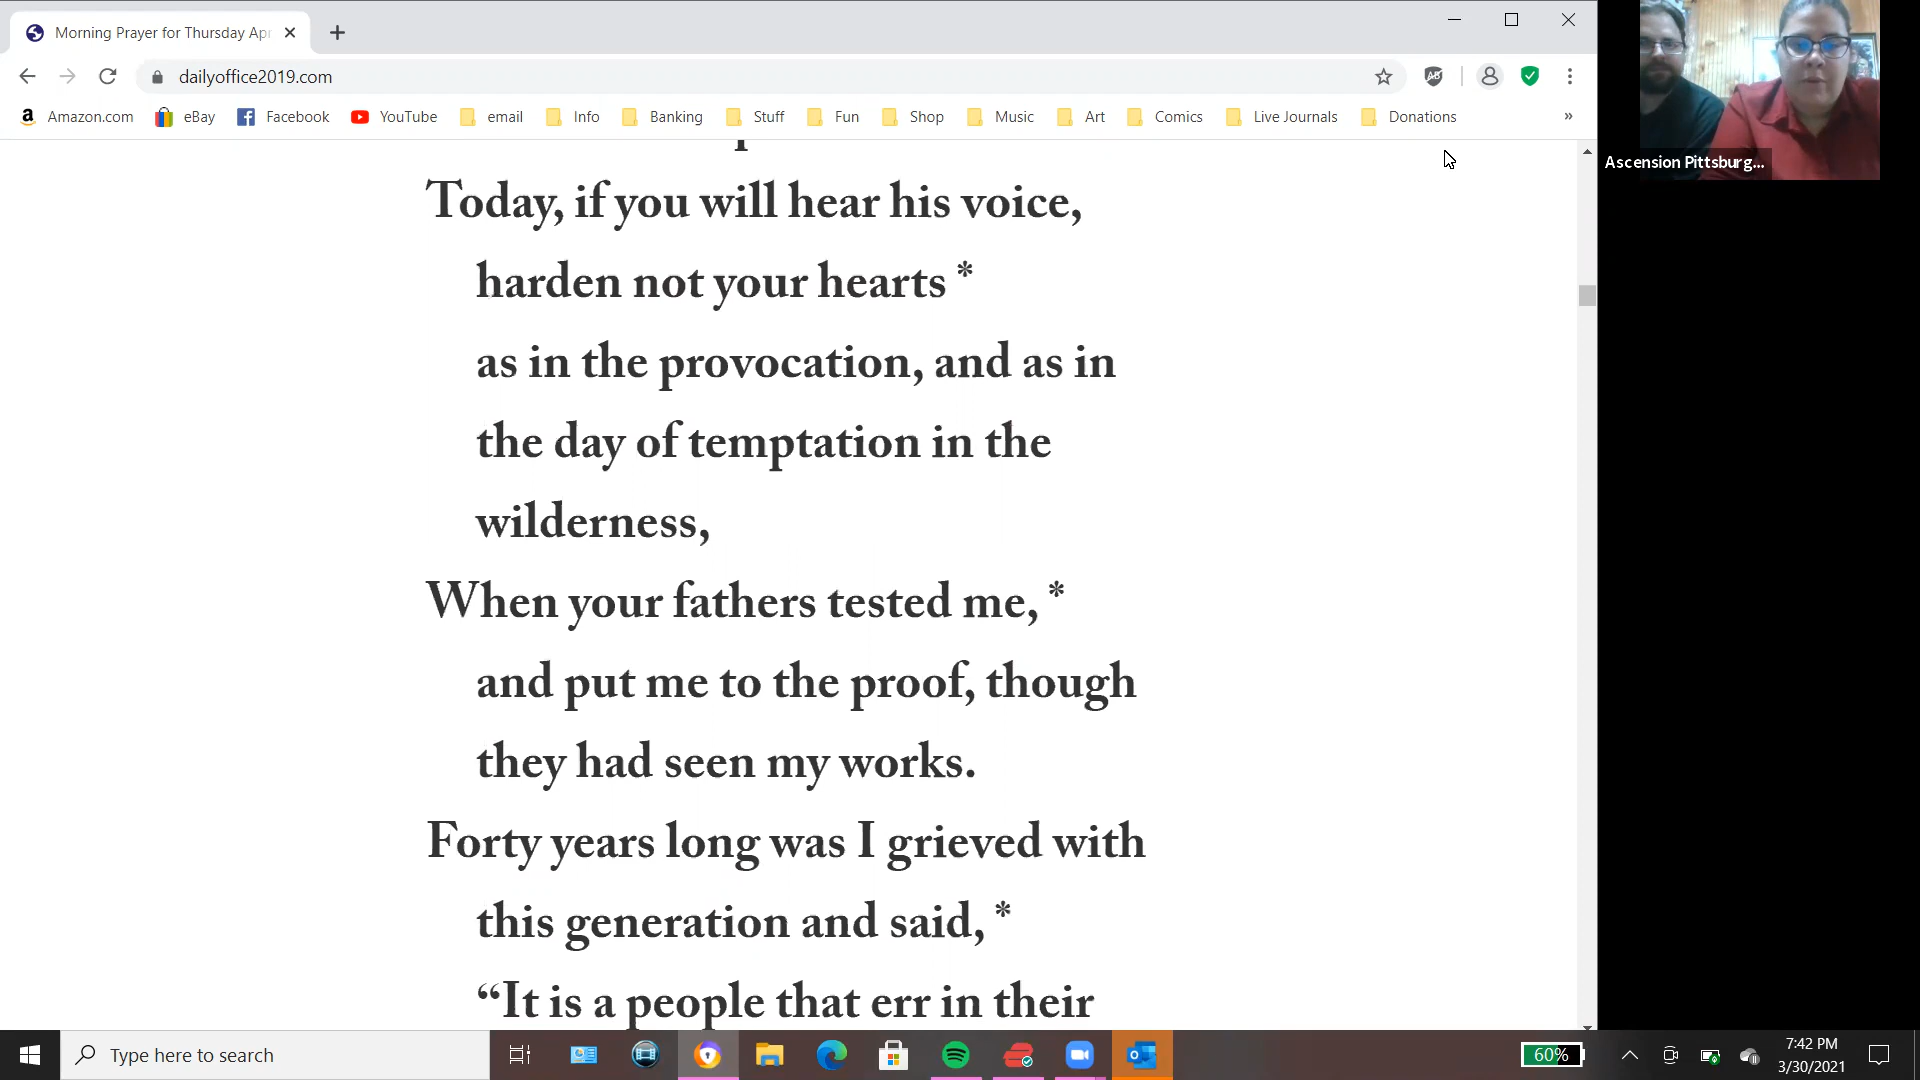 Morning Prayer for Thursday Apr
dailyoffice2019.com
Amazon.com eBay Facebook YouTube email Info Banking Stuff Fun Shop Music Art Comics Live Journals Donations »
Today, if you will hear his voice,
harden not your hearts *
as in the provocation, and as in
the day of temptation in the
wilderness,
When your fathers tested me, *
and put me to the proof, though
they had seen my works.
Forty years long was I grieved with
this generation and said, *
“It is a people that err in their
Ascension Pittsburg...
Type here to search
60%
7:42 PM
3/30/2021